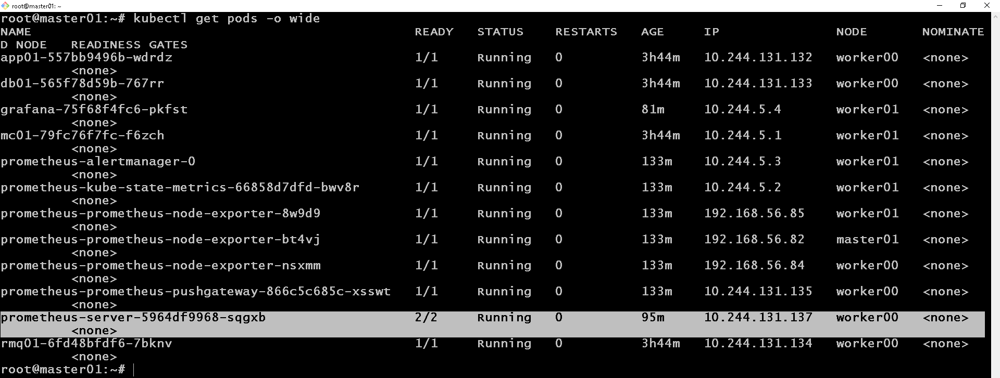 root@master01: ~
root@master01:~# kubectl get pods -o wide
NAME READY STATUS RESTARTS AGE IP NODE NOMINATE
D NODE READINESS GATES
app01-557bb9496b-wdrdz 1/1 Running 0 3h44m 10.244.131.132 worker00 <none>
<none>
db01-565f78d59b-767rr 1/1 Running 0 3h44m 10.244.131.133 worker00 <none>
<none>
grafana-75f68f4fc6-pkfst 1/1 Running 0 81m 10.244.5.4 worker01 <none>
<none>
mc01-79fc76f7fc-f6zch 1/1 Running 0 3h44m 10.244.5.1 worker01 <none>
<none>
prometheus-alertmanager-0 1/1 Running 0 133m 10.244.5.3 worker01 <none>
<none>
prometheus-kube-state-metrics-66858d7dfd-bwv8r 1/1 Running 0 133m 10.244.5.2 worker01 <none>
<none>
prometheus-prometheus-node-exporter-8w9d9 1/1 Running 0 133m 192.168.56.85 worker01 <none>
<none>
prometheus-prometheus-node-exporter-bt4vj 1/1 Running 0 133m 192.168.56.82 master01 <none>
<none>
prometheus-prometheus-node-exporter-nsxmm 1/1 Running 0 133m 192.168.56.84 worker00 <none>
<none>
prometheus-prometheus-pushgateway-866c5c685c-xsswt 1/1 Running 0 133m 10.244.131.135 worker00 <none>
<none>
prometheus-server-5964df9968-sqgxb 2/2 Running 0 95m 10.244.131.137 worker00 <none>
<none>
rmq01-6fd48bfdf6-7bknv 1/1 Running 0 3h44m 10.244.131.134 worker00 <none>
<none>
root@master01:~#